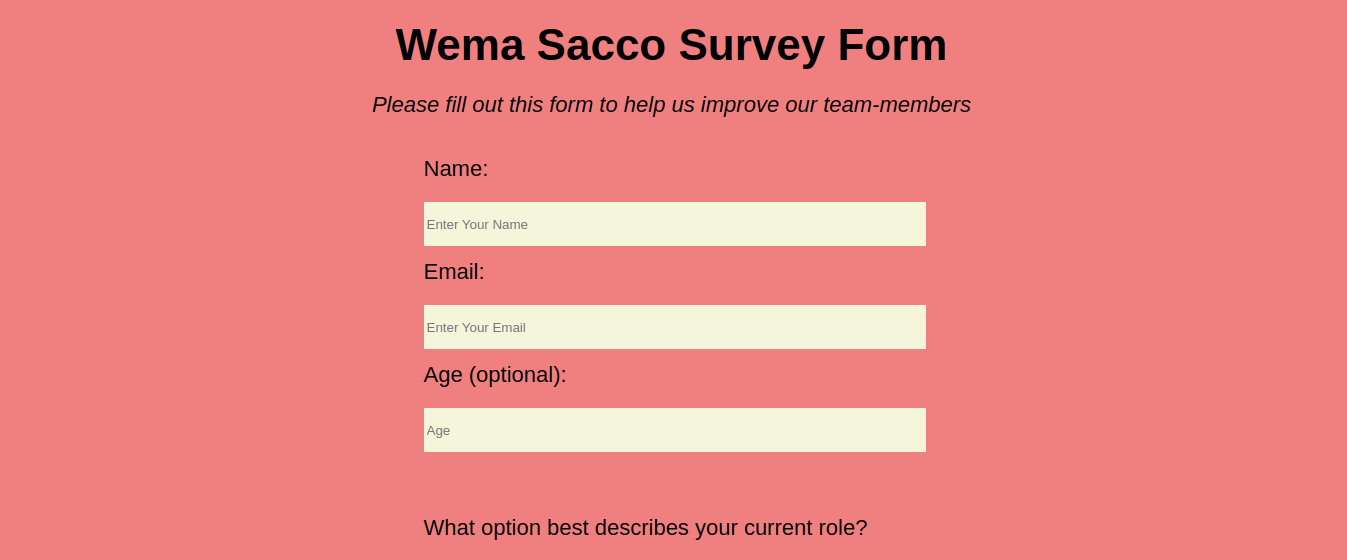 Wema Sacco Survey Form
Please fill out this form to help us improve our team-members
Name:
Enter Your Name
Email:
Enter Your Email
Age (optional):
Age
What option best describes your current role?